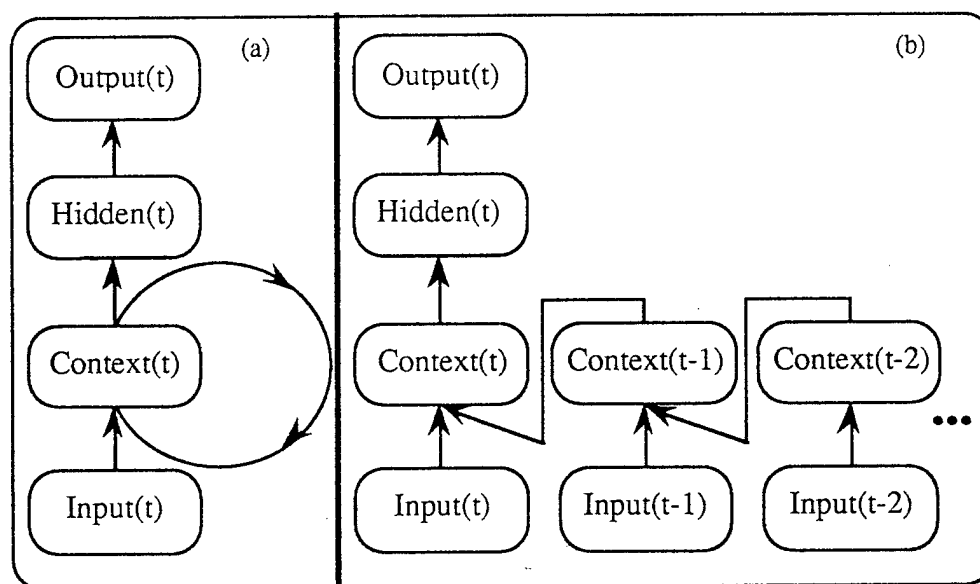 (a)
Output(t)
Hidden(t)
Context(t)
Input(t)
(b)
Output(t)
Hidden(t)
Context(t)
Context(t-1)
Context(t-2)
Input(t)
Input(t-1)
Input(t-2)